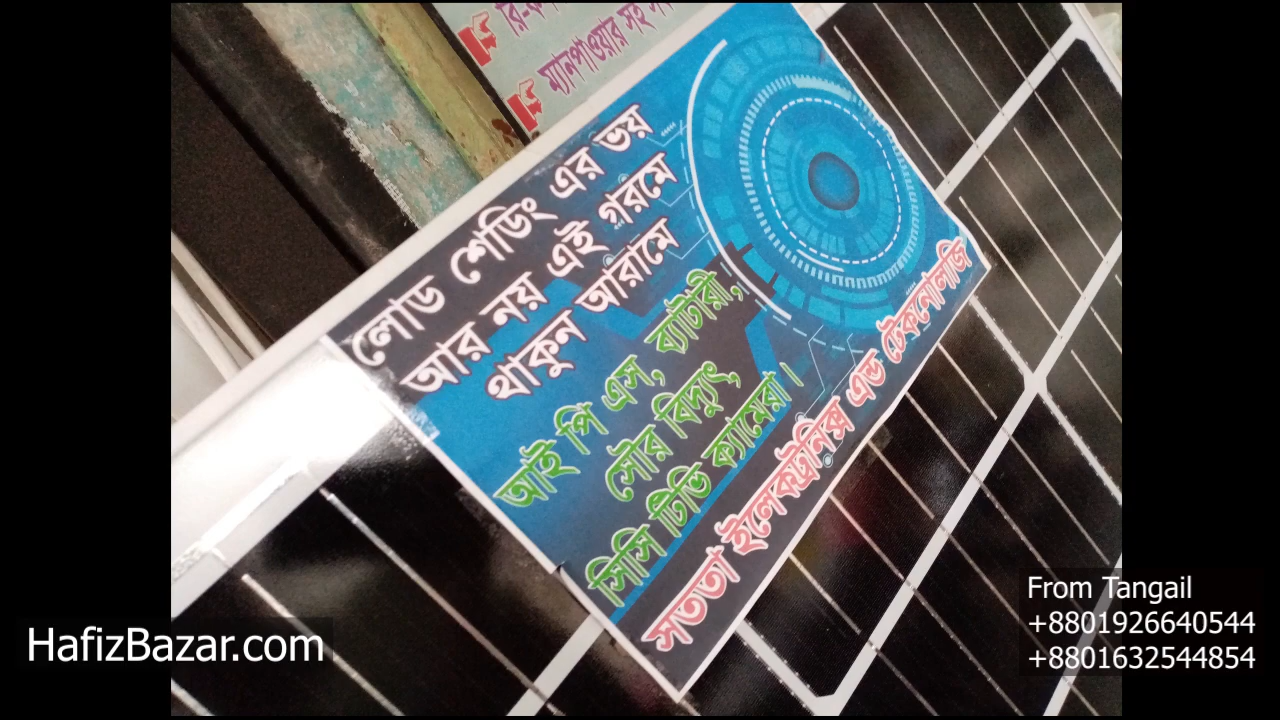 ম্যানপাওয়ার সহ
লোড শেডিং এর ভয়
আর নয় এই গরমে
থাকুন আরামে
আই পি এস, ব্যাটারী,
সৌর বিদ্যুৎ,
সিসি টিভি ক্যামেরা।
সততা ইলেকট্রনিক্স এন্ড টেকনোলজি
HafizBazar.com
From Tangail
+8801926640544
+8801632544854